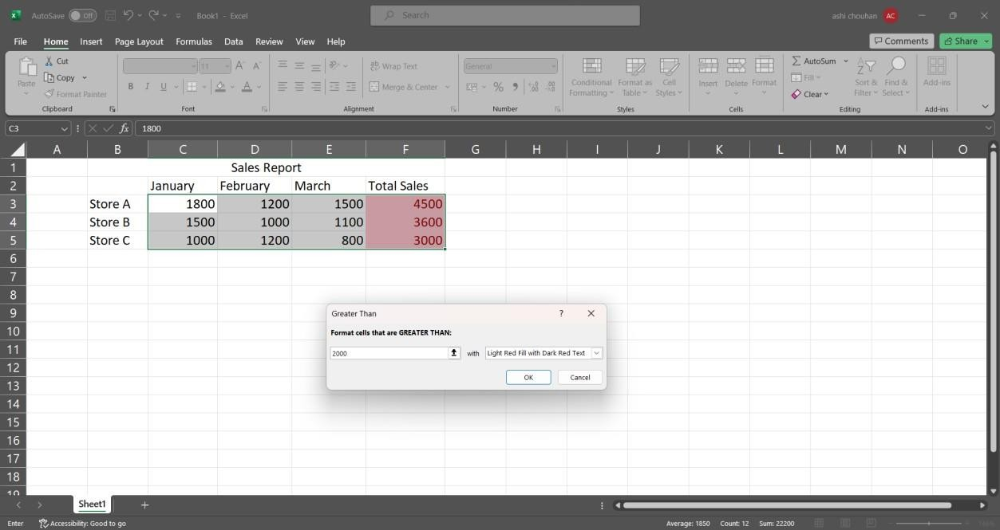 AutoSave Off Book1 - Excel Search ashi chouhan AC
File Home Insert Page Layout Formulas Data Review View Help Comments Share
Paste Cut Copy Format Painter
Clipboard
11
B I U A
Font
Wrap Text
Merge & Center
Alignment
General
%
Number
Conditional Formatting Format as Table Cell Styles
Styles
Insert Delete Format
Cells
AutoSum
Fill
Clear
Sort & Filter Find & Select
Editing
Add-ins
Add-ins
C3 fx 1800
A B C D E F G H I J K L M N O
1 Sales Report
2 January February March Total Sales
3 Store A 1800 1200 1500 4500
4 Store B 1500 1000 1100 3600
5 Store C 1000 1200 800 3000
6
7
8
9
10
11
12
13
14
15
16
17
18
19
Greater Than ?
Format cells that are GREATER THAN:
2000 with Light Red Fill with Dark Red Text
OK Cancel
Sheet1
Enter Accessibility: Good to go Average: 1850 Count: 12 Sum: 22200